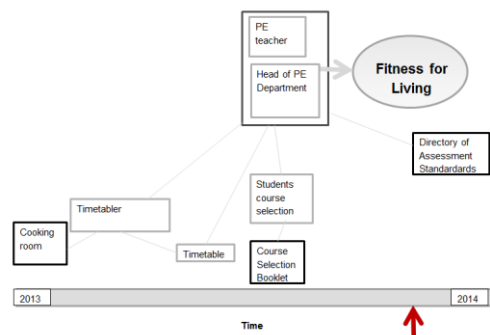 PE
teacher
Head of PE
Department
Fitness for
Living
Directory of
Assessment
Standardards
Students
course
selection
Timetabler
Cooking
room
Timetable
Course
Selection
Booklet
2013
2014
Time